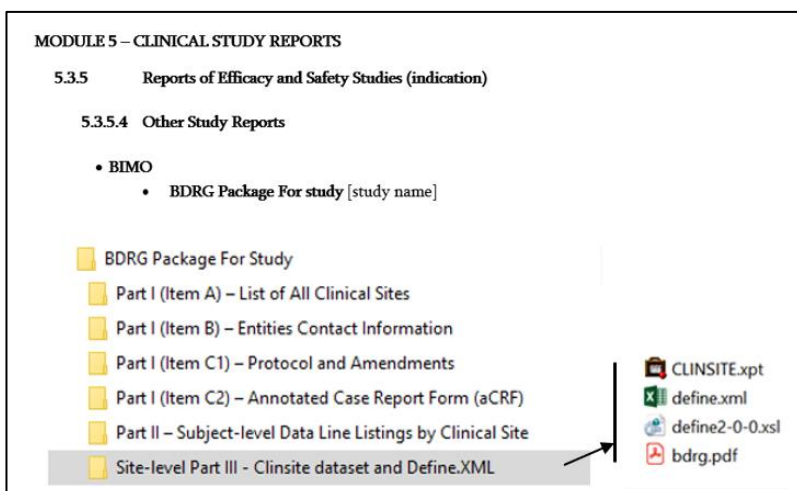 MODULE 5 – CLINICAL STUDY REPORTS
5.3.5 Reports of Efficacy and Safety Studies (indication)
5.3.5.4 Other Study Reports
• BIMO
• BDRG Package For study [study name]
BDRG Package For Study
Part I (Item A) – List of All Clinical Sites
Part I (Item B) – Entities Contact Information
Part I (Item C1) – Protocol and Amendments
Part I (Item C2) – Annotated Case Report Form (aCRF)
Part II – Subject-level Data Line Listings by Clinical Site
Site-level Part III - Clinsite dataset and Define.XML
CLINSITE.xpt
define.xml
define2-0-0.xsl
bdrg.pdf